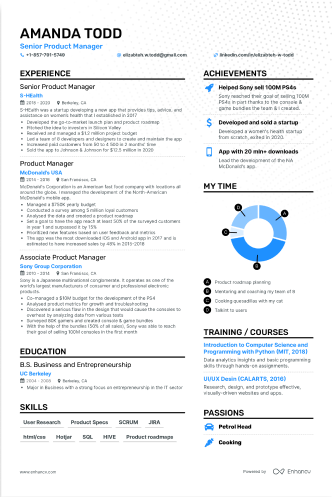 AMANDA TODD
Senior Product Manager
+1-357-791-5740
elizabteh-w.todd@gmail.com
linkedin.com/in/elizabteh-w-todd
EXPERIENCE
Senior Product Manager
S-HEalth
2018 - 2020 Berkeley, CA
S-HEalth was a startup developing a new app that provides tips, advice, and
assistance on women's health that I established in 2017
Developed the go-to-market launch plan and product roadmap
Pitched the idea to investors in Silicon Valley
Received and managed a $1.2 million project budget
Led a team of 8 developers and designers to create and maintain the app
Increased paid customers from 50 to 4 500 in 2 months' time
Sold the app to Johnson & Johnson for $12.5 million in 2020
Product Manager
McDonald's USA
2015 - 2018 San Francisco, CA
McDonald's Corporation is an American fast food company with locations all
around the globe. I managed the development of the North-American
McDonald's mobile app.
Managed a $750K yearly budget
Conducted a survey among 5 million loyal customers
Analysed the data and created a product roadmap
Set a goal to have the app reach at least 50% of the surveyed customers
in year 1 and surpassed it by 15%
Prioritized new features based on user feedback and metrics
The app was the most downloaded iOS and Android app in 2017 and is
estimated to have increased sales by 48% in 2015-2018
Associate Product Manager
Sony Group Corporation
2010 - 2014 San Francisco, CA
Sony is a Japanese multinational conglomerate. It operates as one of the
world's largest manufacturers of consumer and professional electronic
products.
Co-managed a $10M budget for the development of the PS4
Analysed product metrics for growth and troubleshooting
Discovered a serious flaw in the design that would cause the consoles to
overheat by analyzing data from various tests
Surveyed 80K gamers and created console & game bundles
With the help of the bundles (50% of all sales), Sony was able to reach
their goal of selling 100M consoles in the first month
EDUCATION
B.S. Business and Entrepreneurship
UC Berkeley
2004 - 2008 Berkeley, CA
Major in Business with a strong focus on entrepreneurship in the IT sector
SKILLS
User Research Product Specs SCRUM JIRA
html/css Hotjar SQL HIVE Product roadmaps
ACHIEVEMENTS
Helped Sony sell 100M PS4s
Sony reached their goal of selling 100M
PS4s in part thanks to the console &
game bundles the team & I created.
Developed and sold a startup
Developed a women's health startup
from scratch, exited in 2020.
App with 20 mln+ downloads
Lead the development of the NA
McDonald's app.
MY TIME
A Product roadmap planning
B Mentoring and couching my team of 8
C Cooking quesadillas with my cat
D Talkint to users
TRAINING / COURSES
Introduction to Computer Science and
Programming with Python (MIT, 2018)
Data analytics insights and basic programming
skills through hands-on assignments.
UI/UX Desin (CALARTS, 2016)
Research, design, and prototype effective,
visually-driven websites and apps.
PASSIONS
Petrol Head
Cooking
www.enhancv.com
Powered by Enhancv